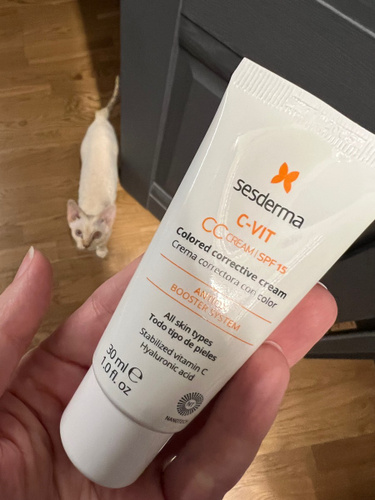 sesderma
C-VIT
CC CREAM | SPF 15
Colored corrective cream
Crema correctora con color
BOOSTER SYSTEM
All skin types
Todo tipo de pieles
Stabilized vitamin C
Hyaluronic acid
30 ml e
1.0 fl. oz